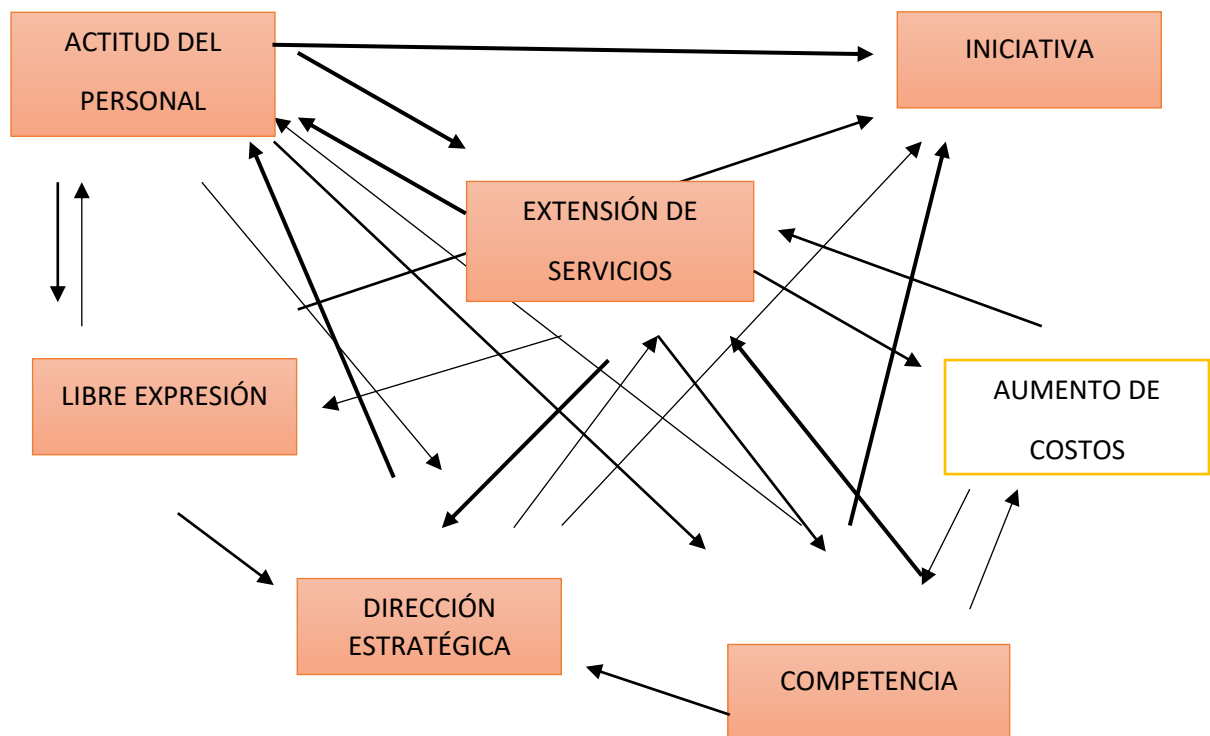 ACTITUD DEL
PERSONAL
INICIATIVA
EXTENSIÓN DE
SERVICIOS
LIBRE EXPRESIÓN
AUMENTO DE
COSTOS
DIRECCIÓN
ESTRATÉGICA
COMPETENCIA